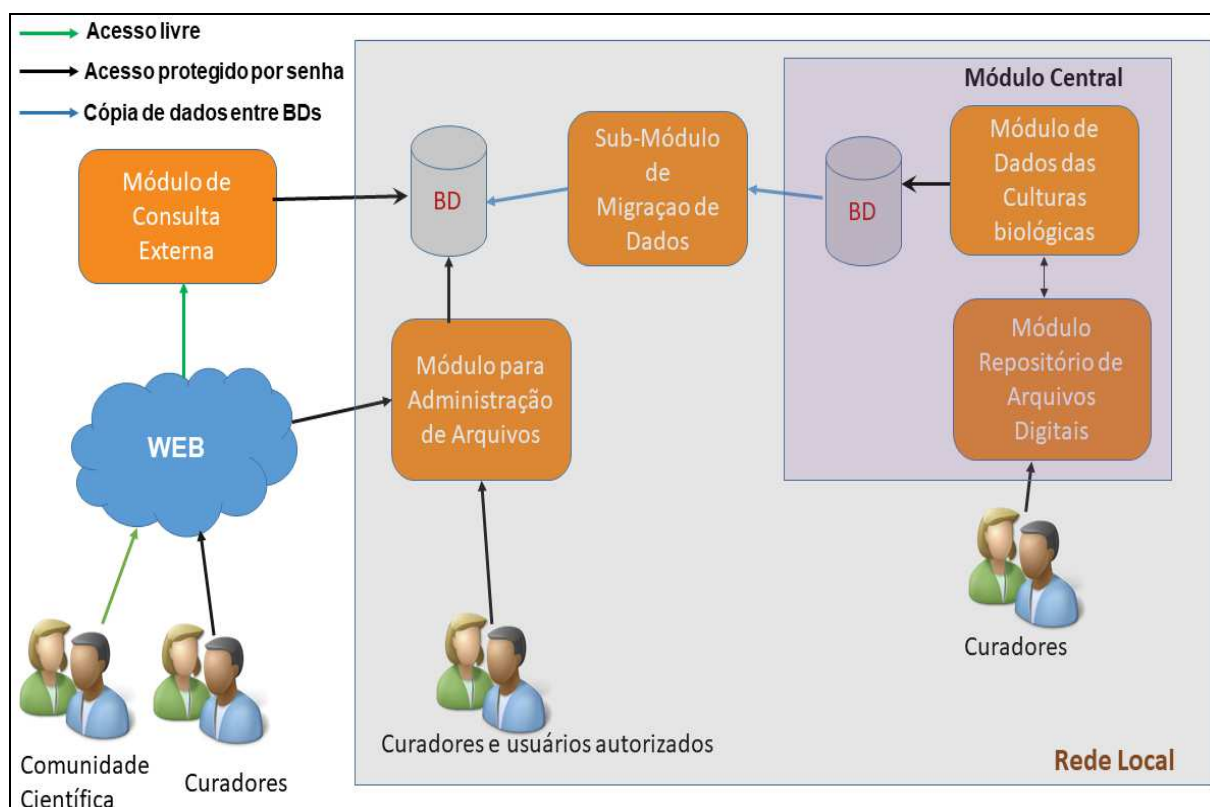 Acesso livre
Acesso protegido por senha
Cópia de dados entre BDs
Módulo de
Consulta
Externa
BD
Sub-Módulo
de
Migraçao de
Dados
Módulo Central
BD
Módulo de
Dados das
Culturas
biológicas
Módulo
Repositório de
Arquivos
Digitais
Módulo para
Administração
de Arquivos
WEB
Comunidade
Científica
Curadores
Curadores e usuários autorizados
Curadores
Rede Local